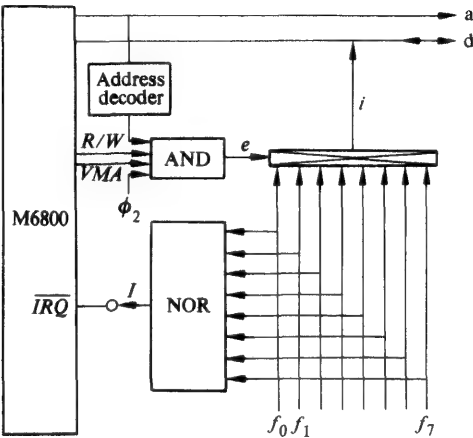 a
d
Address
decoder
i
R/W
AND
e
VMA
ϕ₂
M6800
I
IRQ
NOR
f₀ f₁ f₇